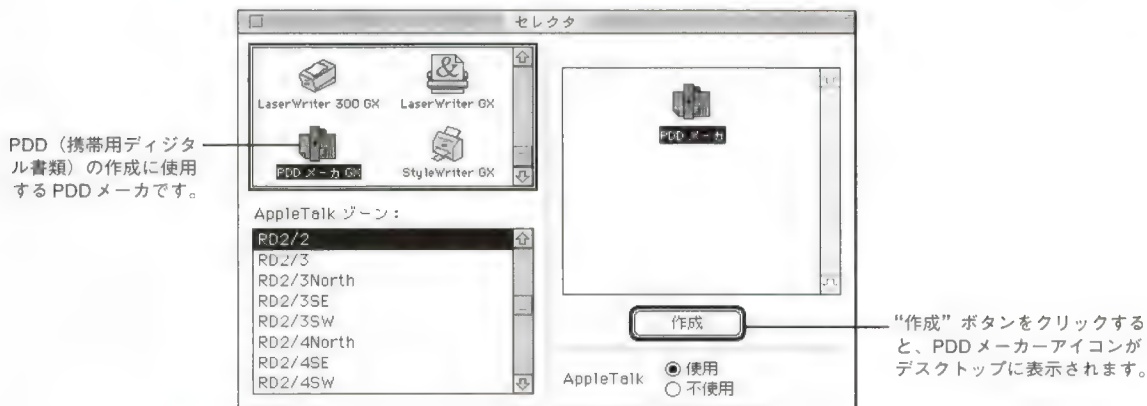 セレクタ
LaserWriter 300 GX
LaserWriter GX
PDD メーカ GX
StyleWriter GX
PDD メーカ
PDD（携帯用ディジタ
ル書類）の作成に使用
する PDD メーカです。
AppleTalk ゾーン：
RD2/2
RD2/3
RD2/3North
RD2/3SE
RD2/3SW
RD2/4North
RD2/4SE
RD2/4SW
作成
AppleTalk
使用
不使用
“作成” ボタンをクリックする
と、PDD メーカーアイコンが
デスクトップに表示されます。